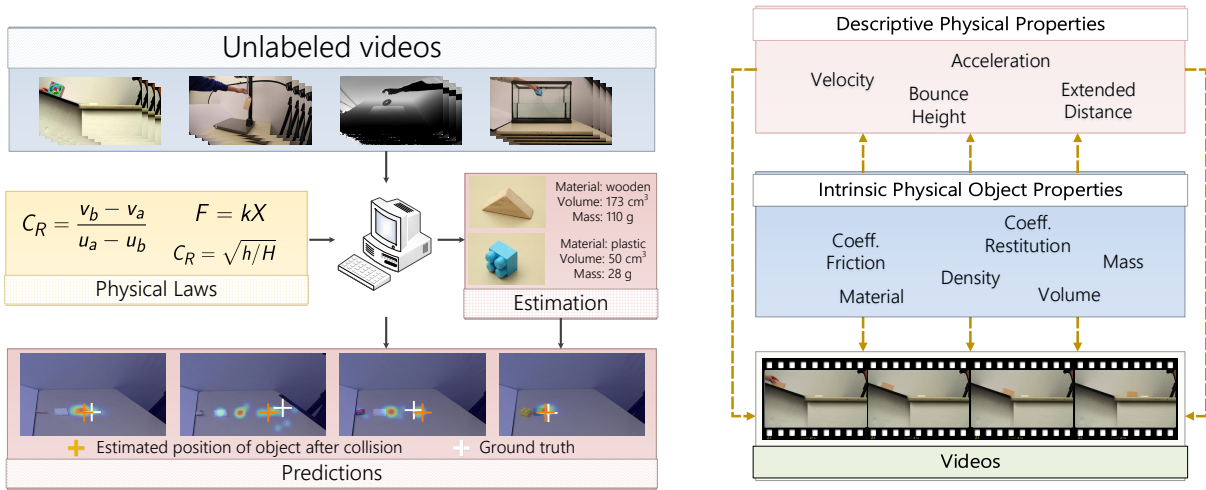 Unlabeled videos
C_R = (v_b − v_a) / (u_a − u_b)
F = kX
C_R = √h/H
Physical Laws
Material: wooden
Volume: 173 cm³
Mass: 110 g
Material: plastic
Volume: 50 cm³
Mass: 28 g
Estimation
Estimated position of object after collision
Ground truth
Predictions
Descriptive Physical Properties
Acceleration
Velocity
Bounce
Height
Extended
Distance
Intrinsic Physical Object Properties
Coeff.
Restitution
Coeff.
Friction
Mass
Density
Material
Volume
Videos